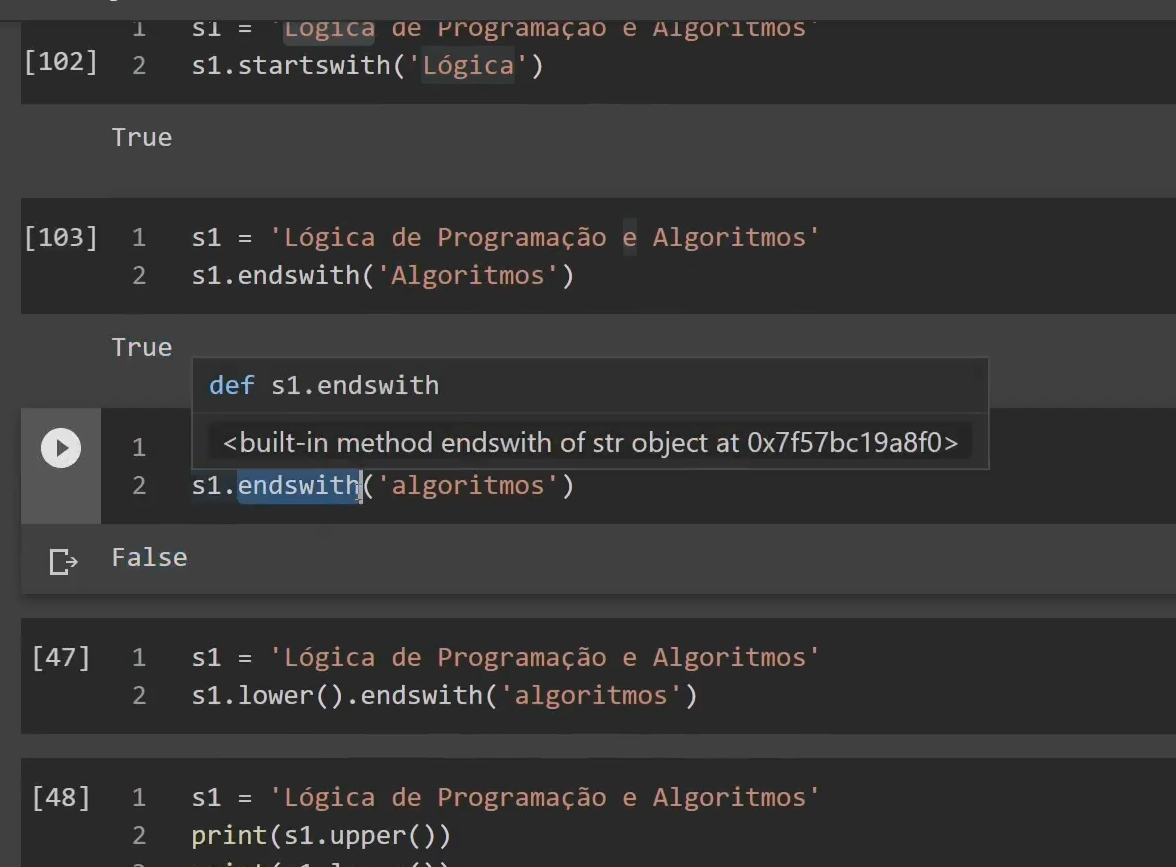 1 s1 = 'Lógica de Programação e Algoritmos'
[102] 2 s1.startswith('Lógica')
True
[103] 1 s1 = 'Lógica de Programação e Algoritmos'
2 s1.endswith('Algoritmos')
True
def s1.endswith
<built-in method endswith of str object at 0x7f57bc19a8f0>
1
2 s1.endswith('algoritmos')
False
[47] 1 s1 = 'Lógica de Programação e Algoritmos'
2 s1.lower().endswith('algoritmos')
[48] 1 s1 = 'Lógica de Programação e Algoritmos'
2 print(s1.upper())